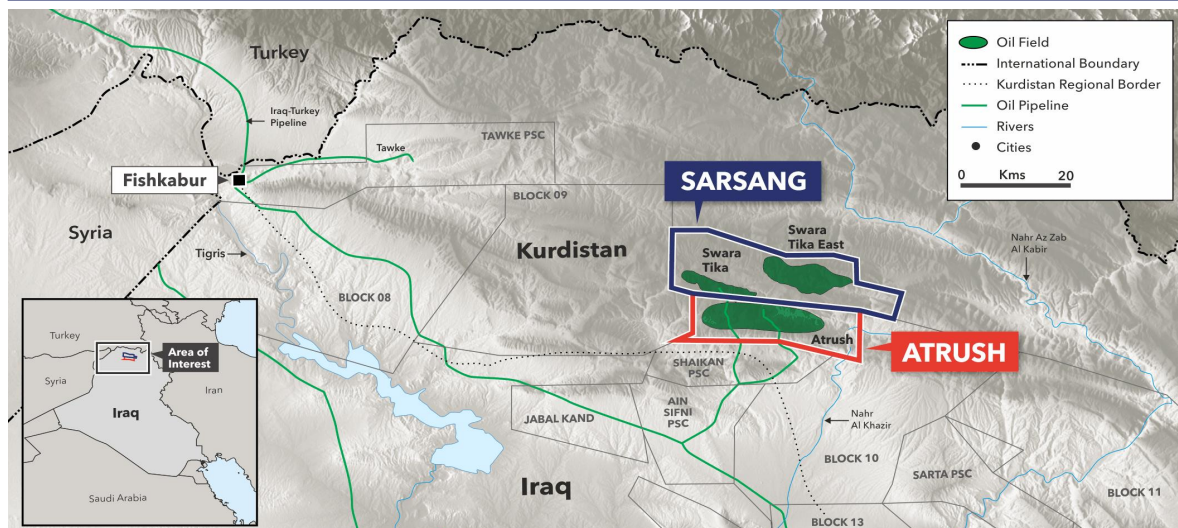 Turkey
Iraq-Turkey
Pipeline
Tawke
TAWKE PSC
Fishkabur
BLOCK 09
SARSANG
Syria
Tigris
Kurdistan
Swara
Tika
Swara
Tika East
Nahr Az Zab
Al Kabir
BLOCK 08
Atrush
ATRUSH
SHAIKAN
PSC
JABAL KAND
AIN
SIFNI
PSC
Nahr
Al Khazir
BLOCK 10
SARTA PSC
BLOCK 11
Iraq
BLOCK 13
Oil Field
International Boundary
Kurdistan Regional Border
Oil Pipeline
Rivers
Cities
0 Kms 20
Turkey
Area of
Interest
Syria
Iran
Iraq
Saudi Arabia